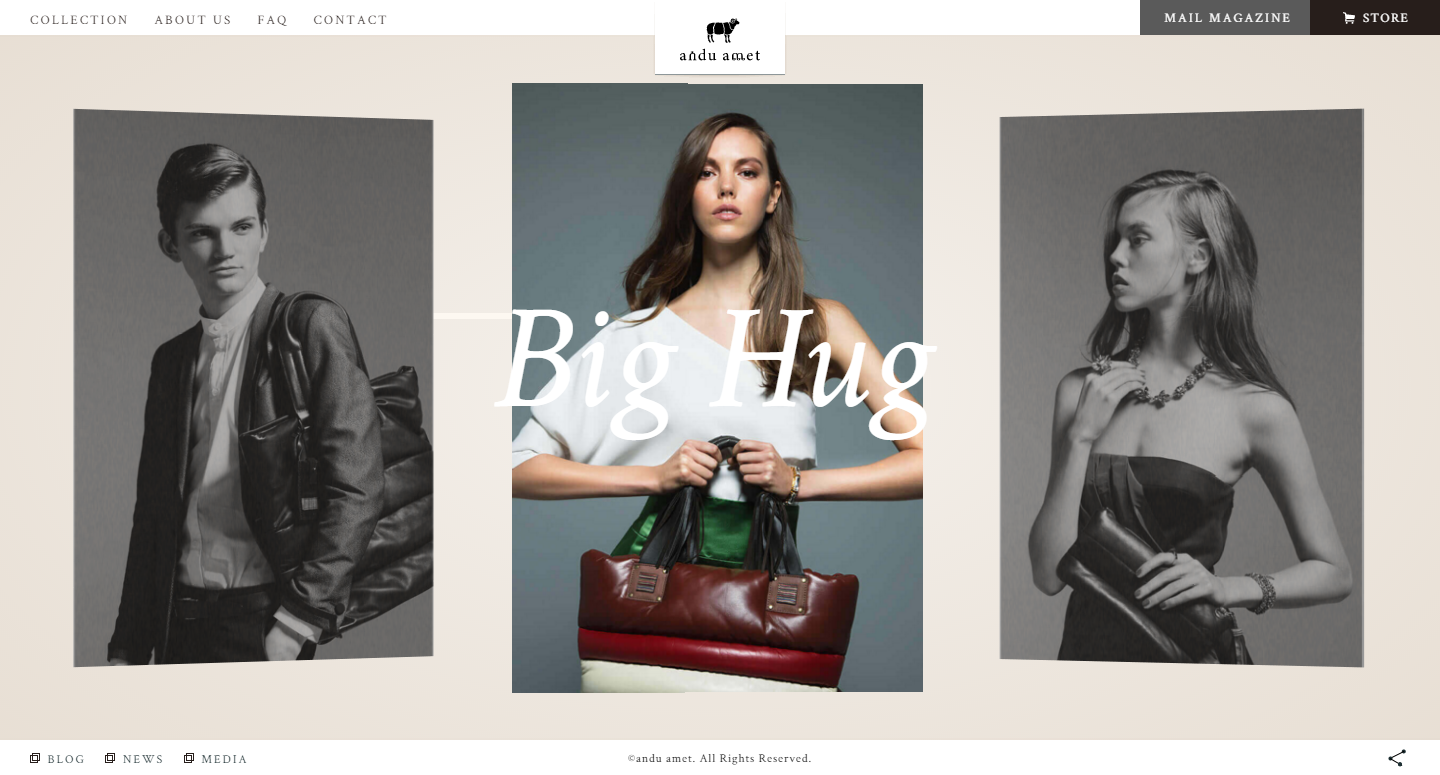 COLLECTION ABOUT US FAQ CONTACT
andu amet
MAIL MAGAZINE STORE
Big Hug
BLOG NEWS MEDIA
©andu amet. All Rights Reserved.